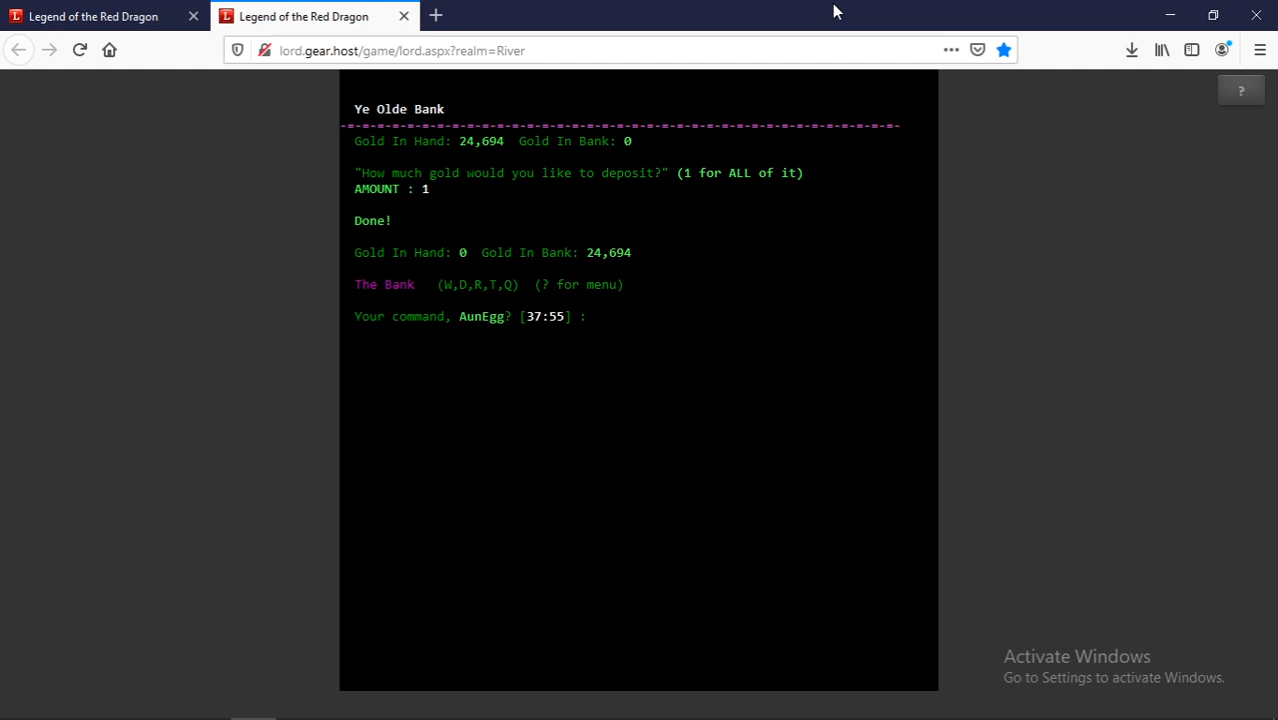 Legend of the Red Dragon
Legend of the Red Dragon
lord.gear.host/game/lord.aspx?realm=River
?
Ye Olde Bank
-=-=-=-=-=-=-=-=-=-=-=-=-=-=-=-=-=-=-=-=-=-=-=-=-=-=-=-=-=-=-=-=-=-=-=-=-
Gold In Hand: 24,694 Gold In Bank: 0
"How much gold would you like to deposit?" (1 for ALL of it)
AMOUNT : 1
Done!
Gold In Hand: 0 Gold In Bank: 24,694
The Bank (W,D,R,T,Q) (? for menu)
Your command, AunEgg? [37:55] :
Activate Windows
Go to Settings to activate Windows.